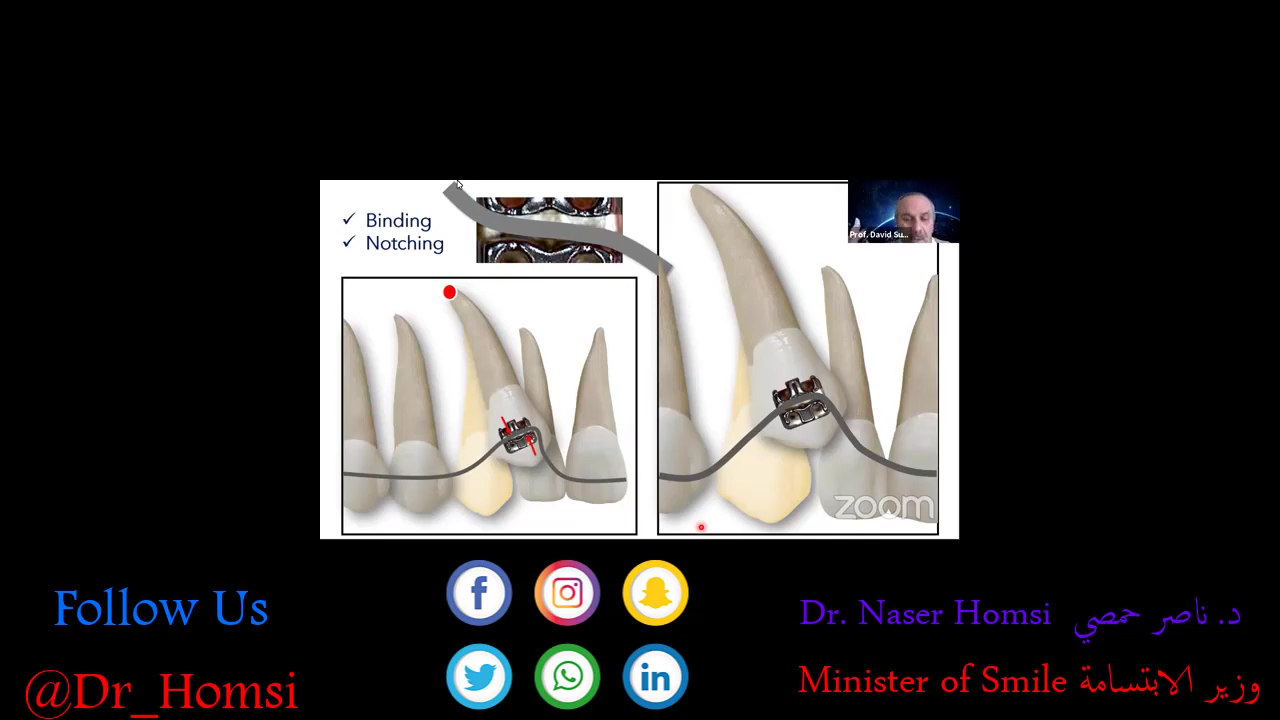 Binding
Notching
Prof. David Su...
zoom
Follow Us
@Dr_Homsi
Dr. Naser Homsi د. ناصر حمصي
Minister of Smile وزير الابتسامة